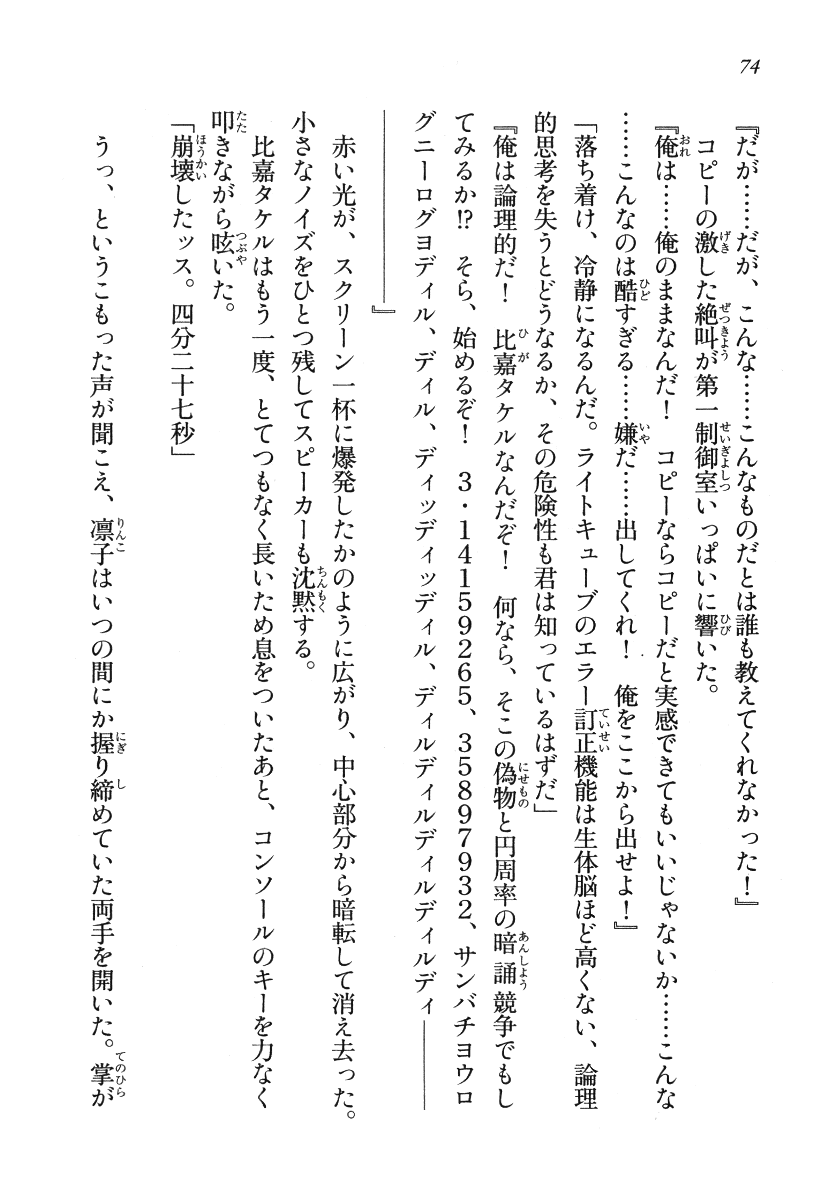 74
『だが……だが、こんな……こんなものだとは誰も教えてくれなかった！』
コピーの激した絶叫が第一制御室いっぱいに響いた。
『俺は……俺のままなんだ！　コピーならコピーだと実感できてもいいじゃないか……こんな
……こんなのは酷すぎる……嫌だ……出してくれ！　俺をここから出せよ！』
「落ち着け、冷静になるんだ。ライトキューブのエラー訂正機能は生体脳ほど高くない、論理
的思考を失うとどうなるか、その危険性も君は知っているはずだ」
『俺は論理的だ！　比嘉タケルなんだぞ！　何なら、そこの偽物と円周率の暗誦競争でもし
てみるか!?　そら、始めるぞ！　３・１４１５９２６５、３５８９７９３２、サンバチヨウロ
グニーログヨディル、ディル、ディッディッディル、ディルディルディルディルディ――――
――――――――』
赤い光が、スクリーン一杯に爆発したかのように広がり、中心部分から暗転して消え去った。
小さなノイズをひとつ残してスピーカーも沈黙する。
比嘉タケルはもう一度、とてつもなく長いため息をついたあと、コンソールのキーを力なく
叩きながら呟いた。
「崩壊したッス。四分二十七秒」
うっ、というこもった声が聞こえ、凛子はいつの間にか握り締めていた両手を開いた。掌が